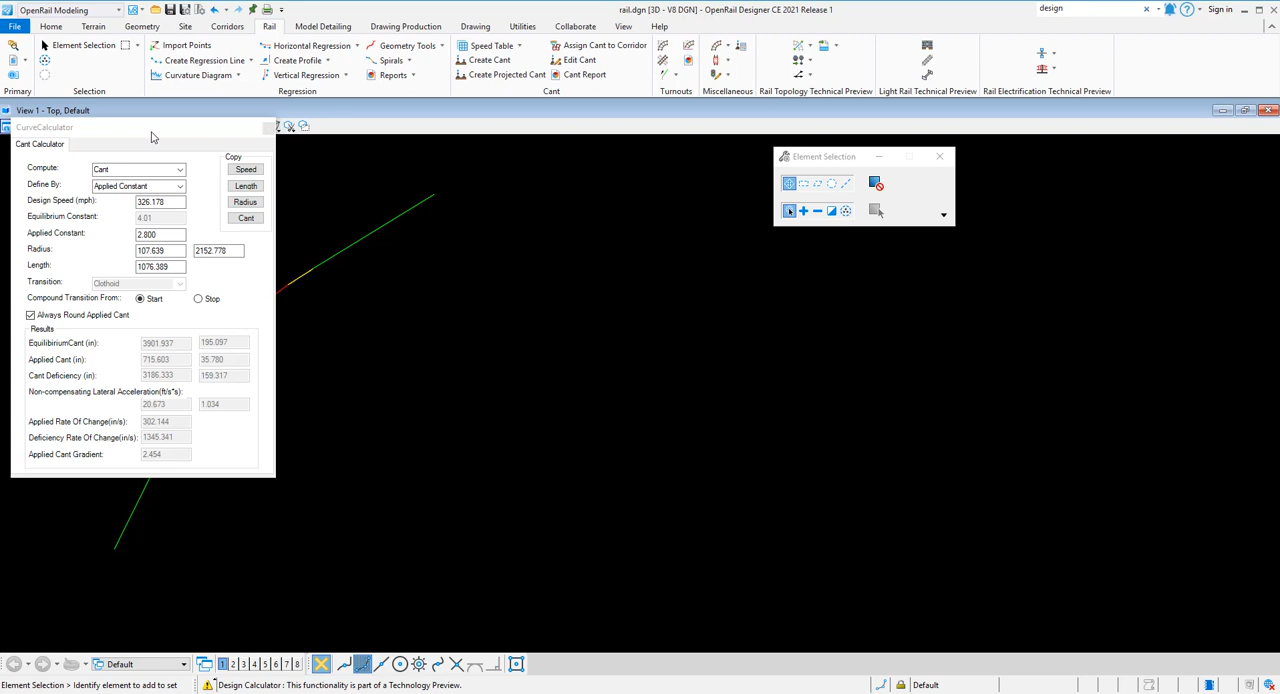 OpenRail Modeling
rail.dgn [3D - V8 DGN] - OpenRail Designer CE 2021 Release 1
design
Sign in
File Home Terrain Geometry Site Corridors Rail Model Detailing Drawing Production Drawing Utilities Collaborate View Help
Element Selection Import Points Horizontal Regression Geometry Tools Speed Table Assign Cant to Corridor
Create Regression Line Create Profile Spirals Create Cant Edit Cant
Curvature Diagram Vertical Regression Reports Create Projected Cant Cant Report
Primary Selection Regression Cant Turnouts Miscellaneous Rail Topology Technical Preview Light Rail Technical Preview Rail Electrification Technical Preview
View 1 - Top, Default
CurveCalculator
Cant Calculator
Compute: Cant
Define By: Applied Constant
Design Speed (mph): 326.178
Equilibrium Constant: 4.01
Applied Constant: 2.800
Radius: 107.639 2152.778
Length: 1076.389
Transition: Clothoid
Compound Transition From:: Start Stop
Always Round Applied Cant
Copy
Speed
Length
Radius
Cant
Results
EquilibriumCant (in): 3901.937 195.097
Applied Cant (in): 715.603 35.780
Cant Deficiency (in): 3186.333 159.317
Non-compensating Lateral Acceleration(ft/s^s):
20.673 1.034
Applied Rate Of Change(in/s): 302.144
Deficiency Rate Of Change(in/s): 1345.341
Applied Cant Gradient: 2.454
Element Selection
Default 1 2 3 4 5 6 7 8
Element Selection > Identify element to add to set
Design Calculator : This functionality is part of a Technology Preview.
Default